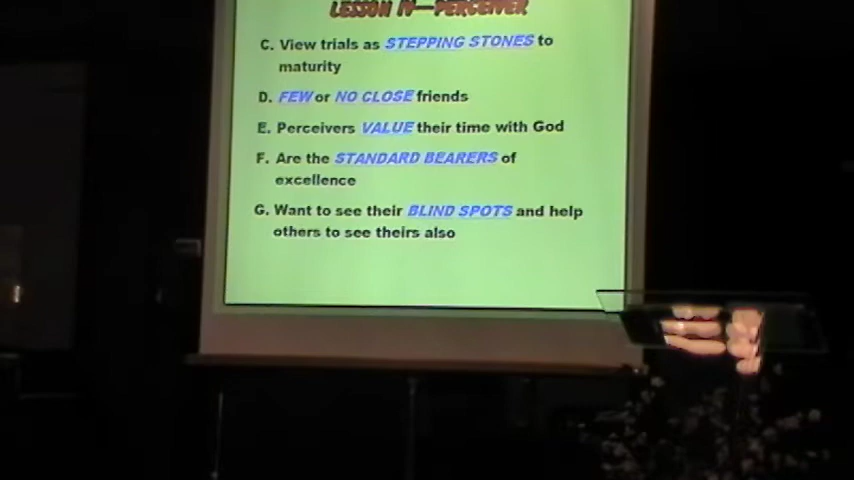 LESSON IV—PERCEIVER
C. View trials as STEPPING STONES to
maturity
D. FEW or NO CLOSE friends
E. Perceivers VALUE their time with God
F. Are the STANDARD BEARERS of
excellence
G. Want to see their BLIND SPOTS and help
others to see theirs also